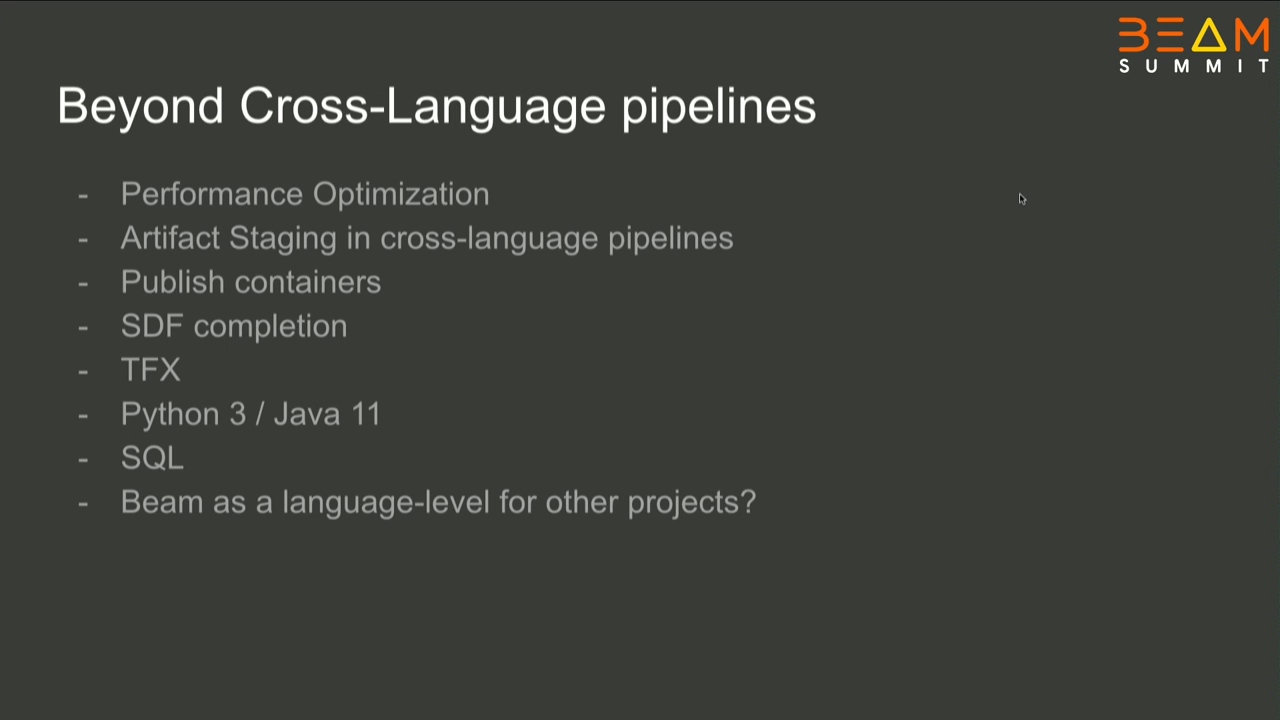 BEAM
SUMMIT
Beyond Cross-Language pipelines
- Performance Optimization
- Artifact Staging in cross-language pipelines
- Publish containers
- SDF completion
- TFX
- Python 3 / Java 11
- SQL
- Beam as a language-level for other projects?